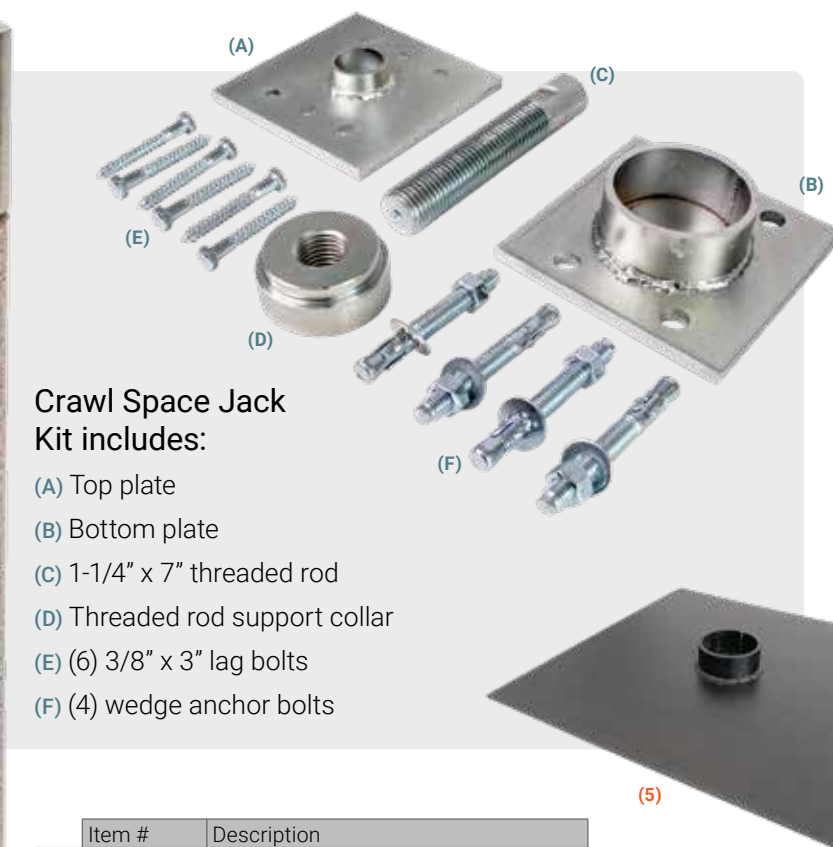 (A)
(C)
(B)
(E)
(D)
(F)
Crawl Space Jack
Kit includes:
(A) Top plate
(B) Bottom plate
(C) 1-1/4” x 7” threaded rod
(D) Threaded rod support collar
(E) (6) 3/8” x 3” lag bolts
(F) (4) wedge anchor bolts
(5)
Item # Description